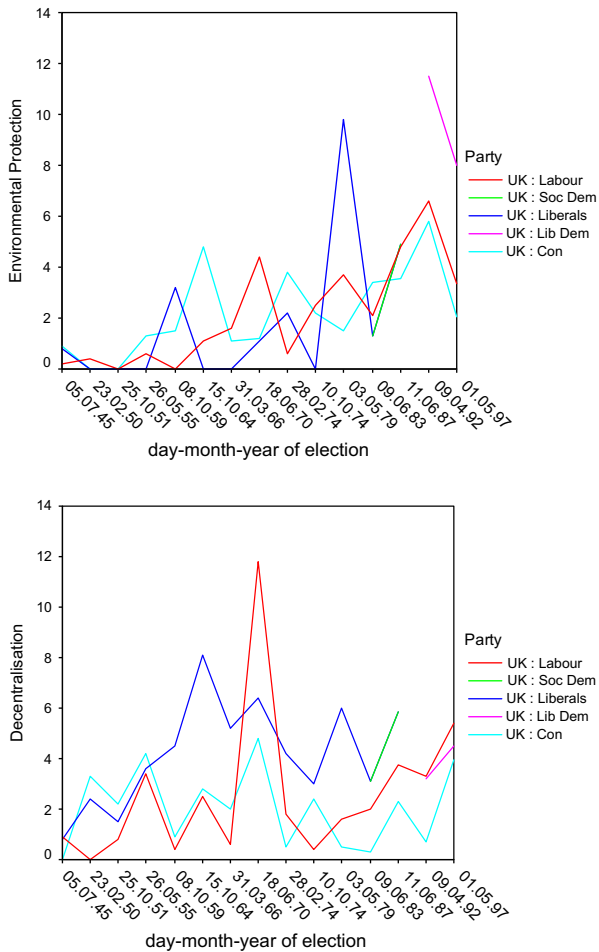 14
12
10
8
6
4
2
0
Environmental Protection
05.07.45
23.02.50
25.10.51
26.05.55
08.10.59
15.10.64
31.03.66
18.06.70
28.02.74
10.10.74
03.05.79
09.06.83
11.06.87
09.04.92
01.05.97
day-month-year of election
Party
UK : Labour
UK : Soc Dem
UK : Liberals
UK : Lib Dem
UK : Con
14
12
10
8
6
4
2
0
Decentralisation
05.07.45
23.02.50
25.10.51
26.05.55
08.10.59
15.10.64
31.03.66
18.06.70
28.02.74
10.10.74
03.05.79
09.06.83
11.06.87
09.04.92
01.05.97
day-month-year of election
Party
UK : Labour
UK : Soc Dem
UK : Liberals
UK : Lib Dem
UK : Con